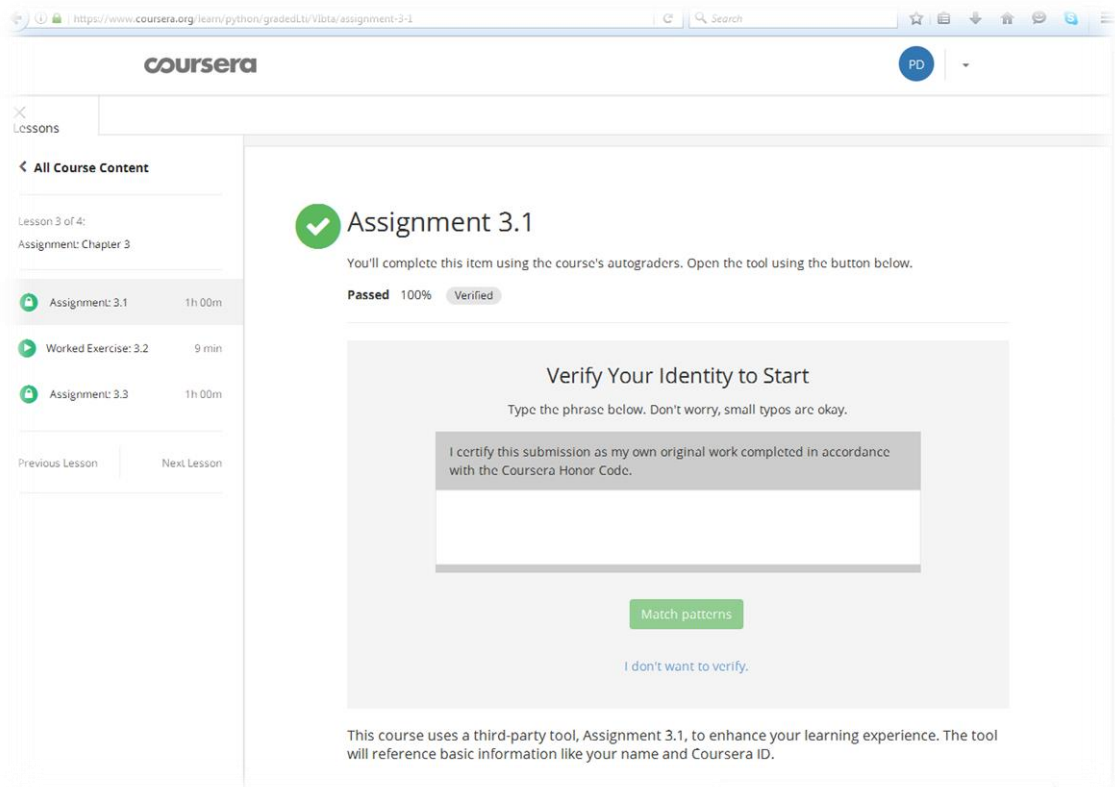 https://www.coursera.org/learn/python/gradedLti/Vlbta/assignment-3-1
Search
coursera
PD
Lessons
All Course Content
Lesson 3 of 4:
Assignment: Chapter 3
Assignment: 3.1 1h 00m
Worked Exercise: 3.2 9 min
Assignment: 3.3 1h 00m
Previous Lesson Next Lesson
Assignment 3.1
You'll complete this item using the course's autograders. Open the tool using the button below.
Passed 100% Verified
Verify Your Identity to Start
Type the phrase below. Don't worry, small typos are okay.
I certify this submission as my own original work completed in accordance
with the Coursera Honor Code.
Match patterns
I don't want to verify.
This course uses a third-party tool, Assignment 3.1, to enhance your learning experience. The tool
will reference basic information like your name and Coursera ID.